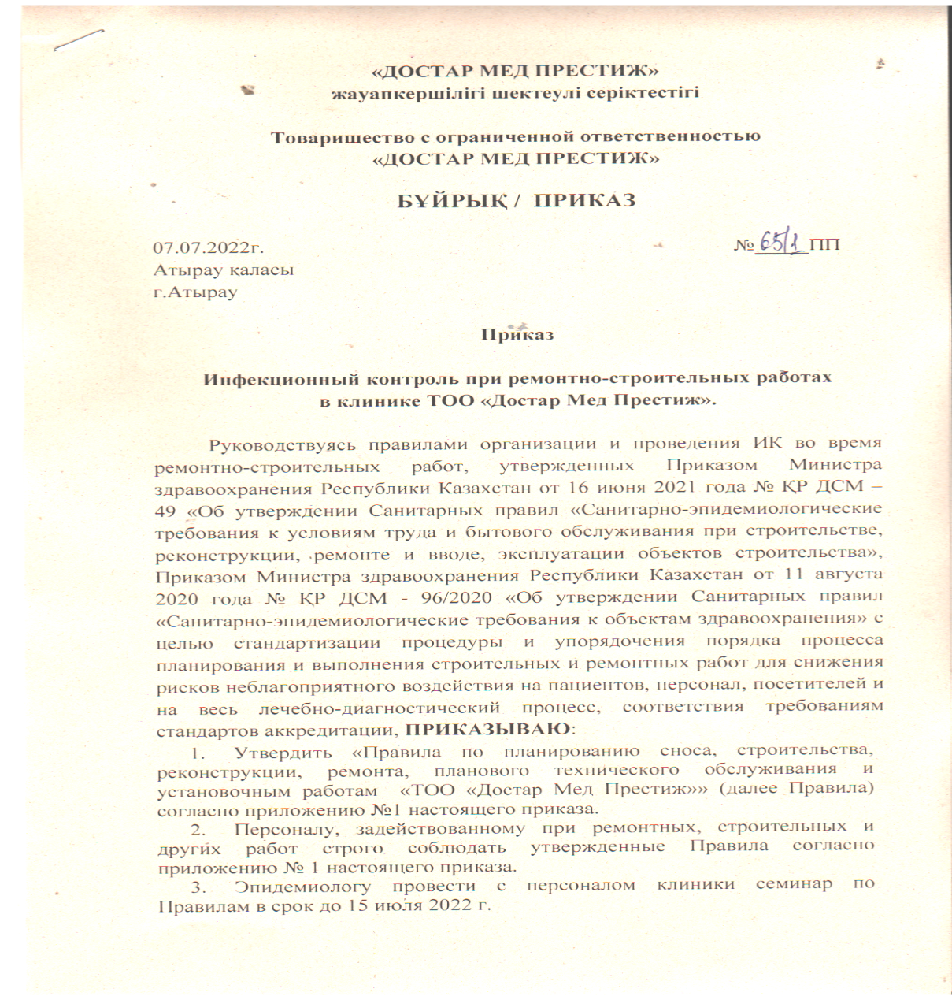 «ДОСТАР МЕД ПРЕСТИЖ»
жауапкершілігі шектеулі серіктестігі
Товарищество с ограниченной ответственностью
«ДОСТАР МЕД ПРЕСТИЖ»
БҰЙРЫҚ /  ПРИКАЗ
07.07.2022г. № 65/1 ПП
Атырау қаласы
г.Атырау
Приказ
Инфекционный контроль при ремонтно-строительных работах
в клинике ТОО «Достар Мед Престиж».
Руководствуясь правилами организации и проведения ИК во время
ремонтно-строительных работ, утвержденных Приказом Министра
здравоохранения Республики Казахстан от 16 июня 2021 года № ҚР ДСМ –
49 «Об утверждении Санитарных правил «Санитарно-эпидемиологические
требования к условиям труда и бытового обслуживания при строительстве,
реконструкции, ремонте и вводе, эксплуатации объектов строительства»,
Приказом Министра здравоохранения Республики Казахстан от 11 августа
2020 года № ҚР ДСМ - 96/2020 «Об утверждении Санитарных правил
«Санитарно-эпидемиологические требования к объектам здравоохранения» с
целью стандартизации процедуры и упорядочения порядка процесса
планирования и выполнения строительных и ремонтных работ для снижения
рисков неблагоприятного воздействия на пациентов, персонал, посетителей и
на весь лечебно-диагностический процесс, соответствия требованиям
стандартов аккредитации, ПРИКАЗЫВАЮ:
1. Утвердить «Правила по планированию сноса, строительства,
реконструкции, ремонта, планового технического обслуживания и
установочным работам «ТОО «Достар Мед Престиж»» (далее Правила)
согласно приложению №1 настоящего приказа.
2. Персоналу, задействованному при ремонтных, строительных и
других работ строго соблюдать утвержденные Правила согласно
приложению № 1 настоящего приказа.
3. Эпидемиологу провести с персоналом клиники семинар по
Правилам в срок до 15 июля 2022 г.